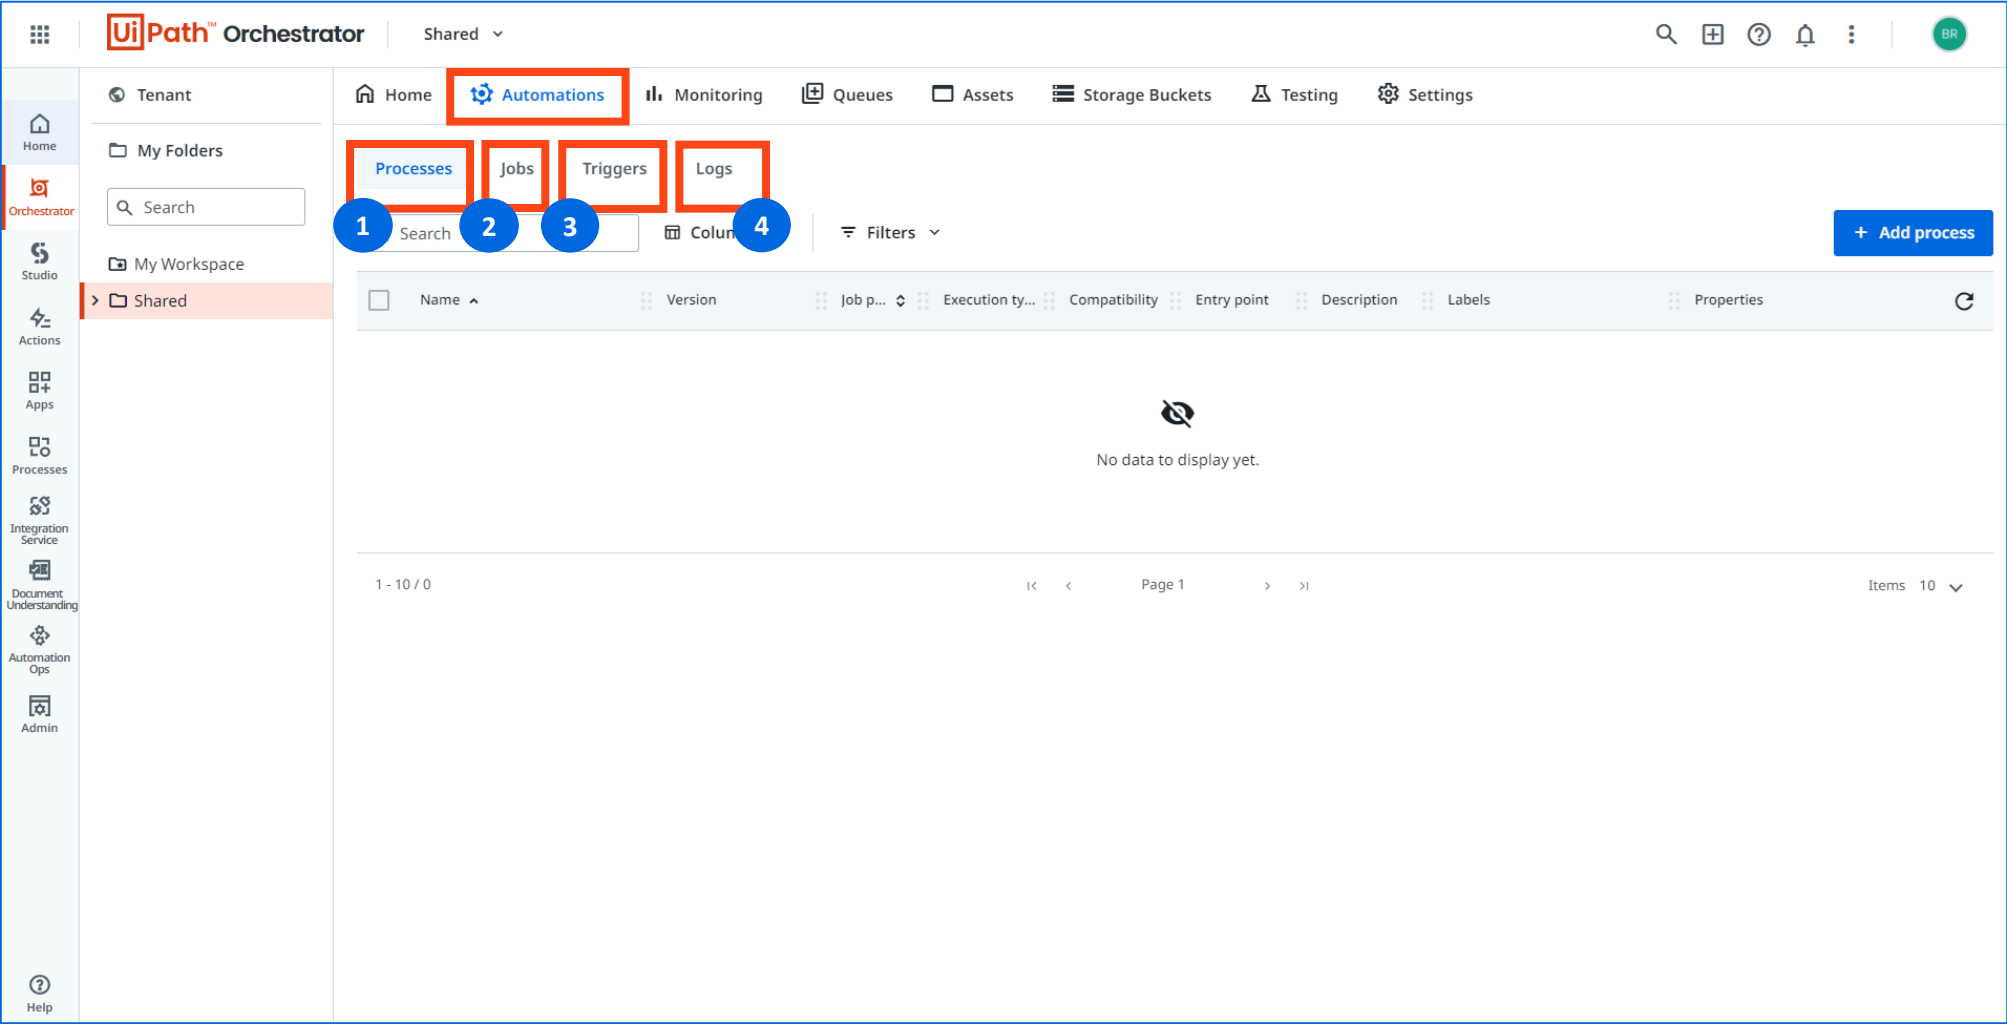 UiPath™ Orchestrator
Shared
BR
Home
Orchestrator
Studio
Actions
Apps
Processes
Integration
Service
Document
Understanding
Automation
Ops
Admin
Help
Tenant
My Folders
Search
My Workspace
Shared
Home Automations Monitoring Queues Assets Storage Buckets Testing Settings
Processes Jobs Triggers Logs
1 2 3 4
Search Filters + Add process
Name Version Job p... Execution ty... Compatibility Entry point Description Labels Properties
No data to display yet.
1 - 10 / 0 Page 1 Items 10